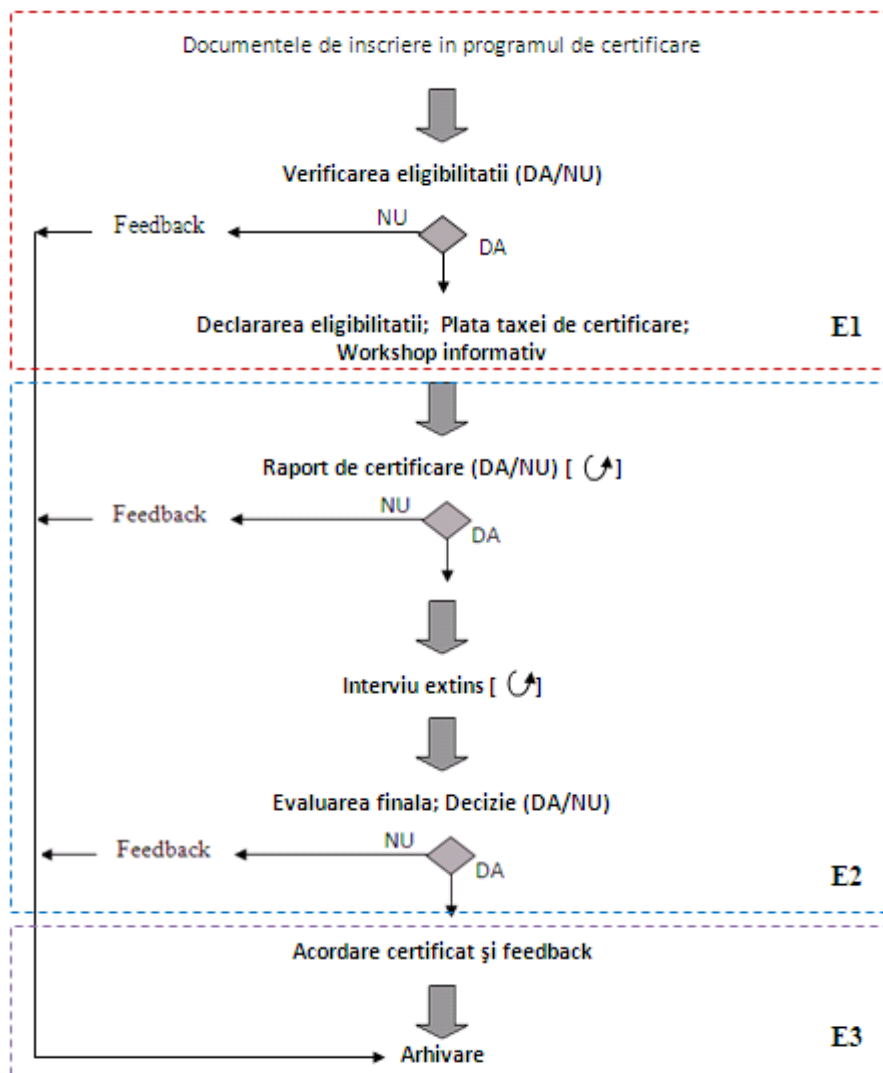 Documentele de inscriere in programul de certificare
Verificarea eligibilitatii (DA/NU)
Feedback
NU
DA
Declararea eligibilitatii; Plata taxei de certificare;
Workshop informativ
E1
Raport de certificare (DA/NU) [ ]
Feedback
NU
DA
Interviu extins [ ]
Evaluarea finala; Decizie (DA/NU)
Feedback
NU
DA
E2
Acordare certificat şi feedback
E3
Arhivare